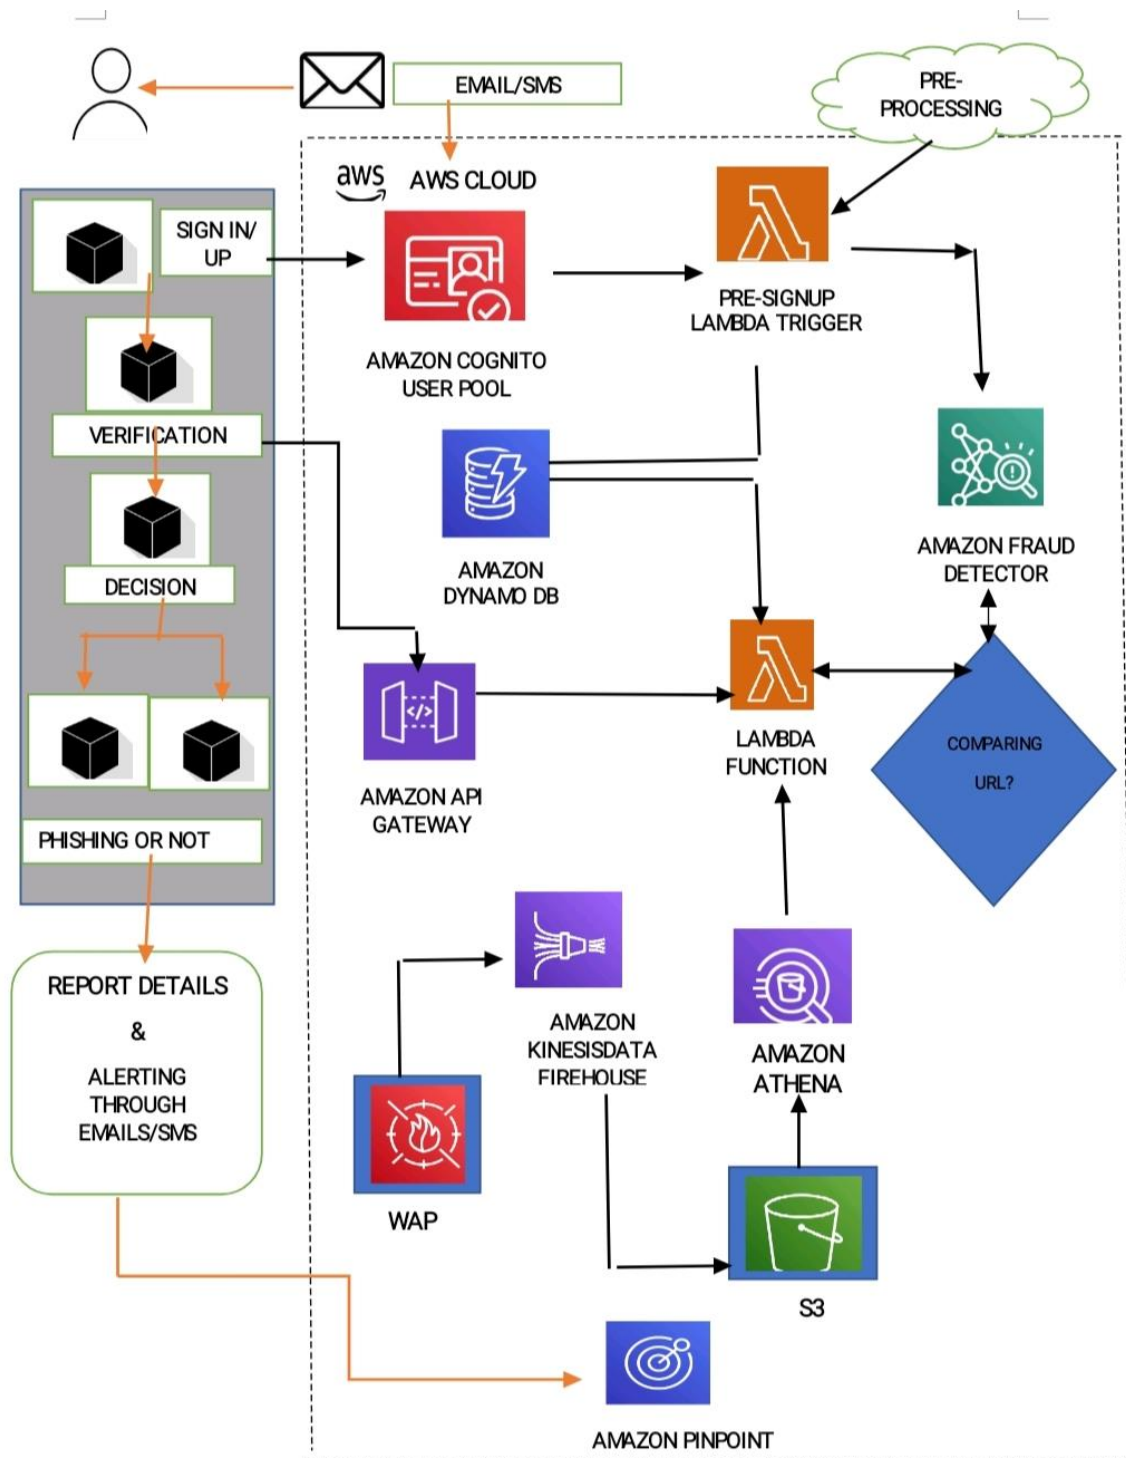 EMAIL/SMS
PRE-
PROCESSING
aws
AWS CLOUD
SIGN IN/
UP
PRE-SIGNUP
LAMBDA TRIGGER
AMAZON COGNITO
USER POOL
VERIFICATION
AMAZON
DYNAMO DB
AMAZON FRAUD
DETECTOR
DECISION
</>
LAMBDA
FUNCTION
COMPARING
URL?
AMAZON API
GATEWAY
PHISHING OR NOT
REPORT DETAILS
&
ALERTING
THROUGH
EMAILS/SMS
AMAZON
KINESISDATA
FIREHOUSE
AMAZON
ATHENA
WAP
S3
AMAZON PINPOINT